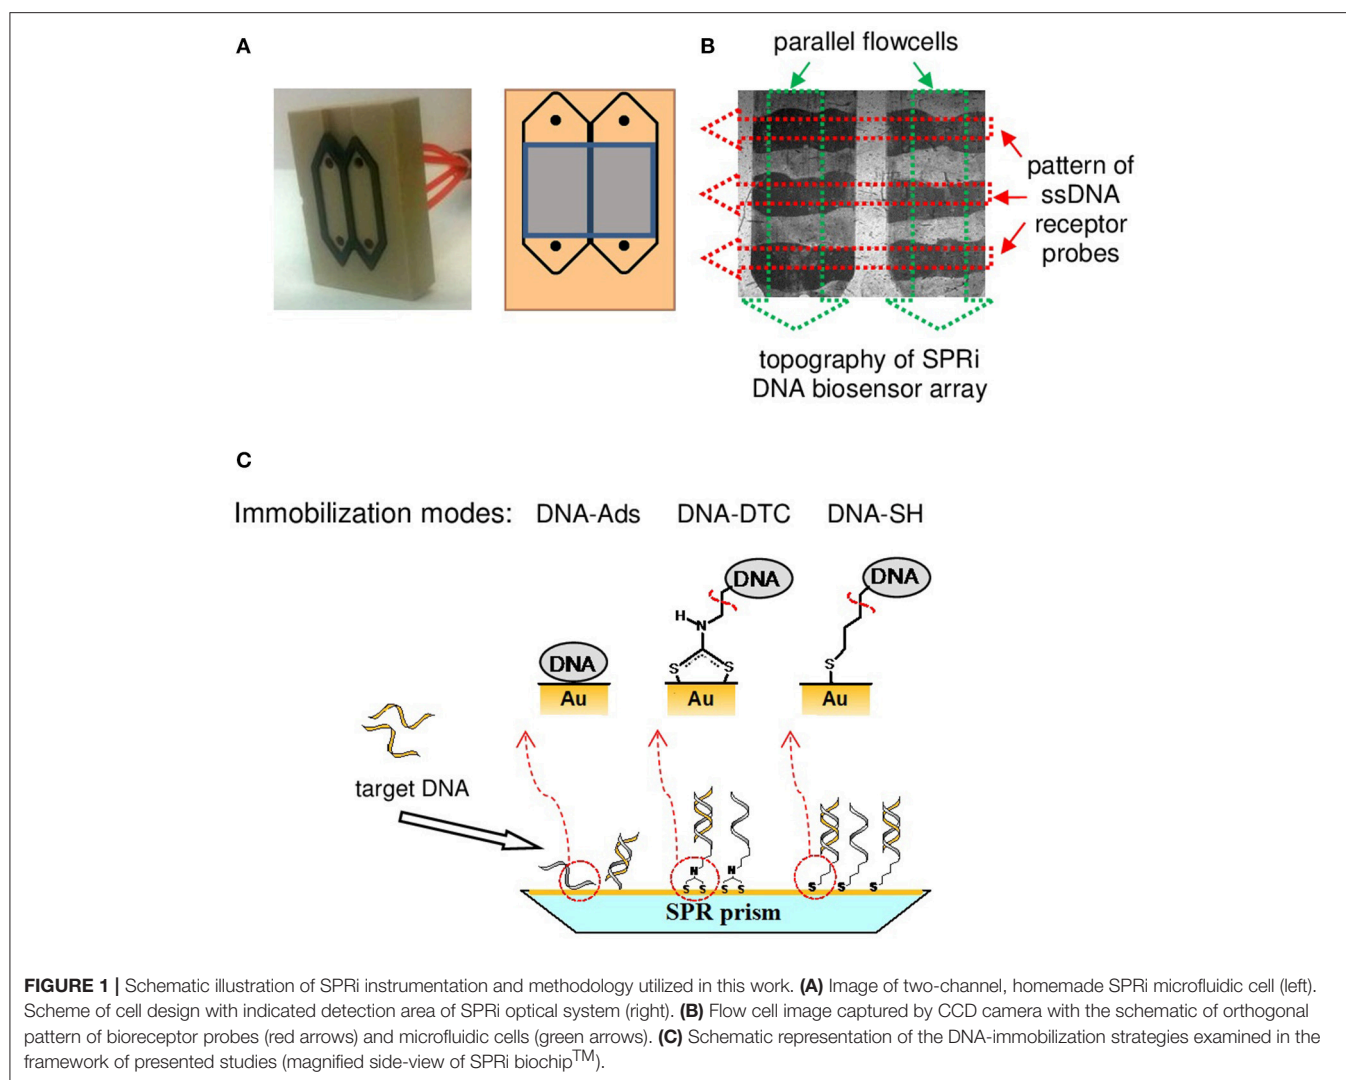 A
B
parallel flowcells
pattern of
ssDNA
receptor
probes
topography of SPRi
DNA biosensor array
C
Immobilization modes: DNA-Ads DNA-DTC DNA-SH
DNA
Au
DNA
H
N
S S
Au
DNA
S
Au
target DNA
N N
S S S S
S S S
SPR prism
FIGURE 1 | Schematic illustration of SPRi instrumentation and methodology utilized in this work. (A) Image of two-channel, homemade SPRi microfluidic cell (left).
Scheme of cell design with indicated detection area of SPRi optical system (right). (B) Flow cell image captured by CCD camera with the schematic of orthogonal
pattern of bioreceptor probes (red arrows) and microfluidic cells (green arrows). (C) Schematic representation of the DNA-immobilization strategies examined in the
framework of presented studies (magnified side-view of SPRi biochip™).